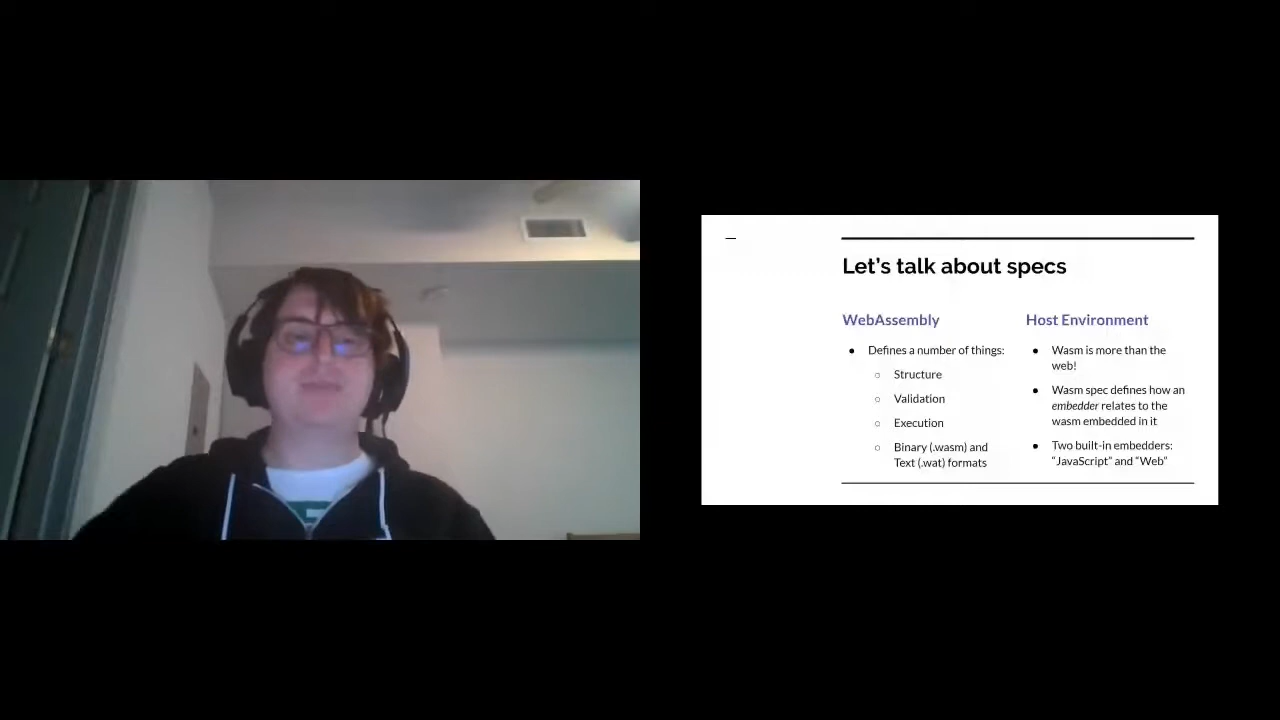 Let's talk about specs
WebAssembly
● Defines a number of things:
○ Structure
○ Validation
○ Execution
○ Binary (.wasm) and
Text (.wat) formats
Host Environment
● Wasm is more than the
web!
● Wasm spec defines how an
embedder relates to the
wasm embedded in it
● Two built-in embedders:
“JavaScript” and “Web”